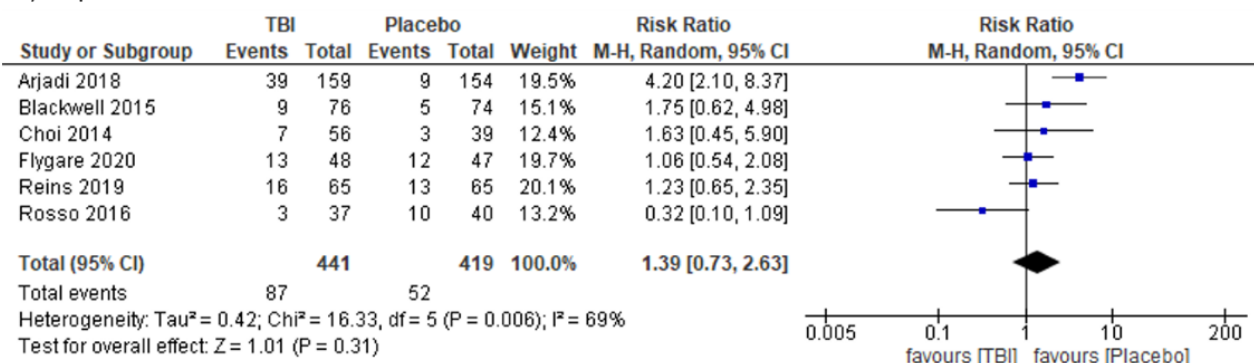 TBI Placebo Risk Ratio Risk Ratio
Study or Subgroup Events Total Events Total Weight M-H, Random, 95% CI M-H, Random, 95% CI
Arjadi 2018 39 159 9 154 19.5% 4.20 [2.10, 8.37]
Blackwell 2015 9 76 5 74 15.1% 1.75 [0.62, 4.98]
Choi 2014 7 56 3 39 12.4% 1.63 [0.45, 5.90]
Flygare 2020 13 48 12 47 19.7% 1.06 [0.54, 2.08]
Reins 2019 16 65 13 65 20.1% 1.23 [0.65, 2.35]
Rosso 2016 3 37 10 40 13.2% 0.32 [0.10, 1.09]
Total (95% CI) 441 419 100.0% 1.39 [0.73, 2.63]
Total events 87 52
Heterogeneity: Tau² = 0.42; Chi² = 16.33, df = 5 (P = 0.006); I² = 69%
Test for overall effect: Z = 1.01 (P = 0.31)
0.005 0.1 1 10 200
favours [TBI] favours [Placebo]